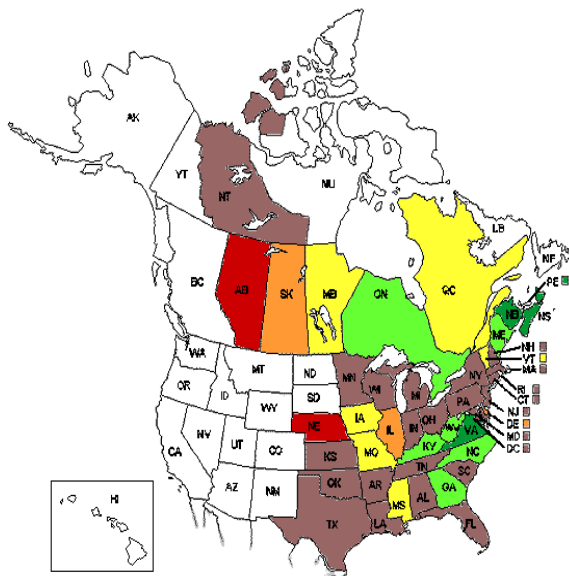 AK
YT
NT
NU
LB
NF
BC
AB
SK
MB
ON
QC
PE
NB
NS
ME
WA
MT
ND
MN
OR
ID
WY
SD
WI
MI
NY
NH
VT
MA
RI
CT
NJ
DE
MD
DC
NV
UT
CO
NE
IA
IL
IN
OH
PA
WV
VA
CA
KS
MO
KY
NC
AZ
NM
OK
AR
TN
SC
TX
LA
MS
AL
GA
FL
HI